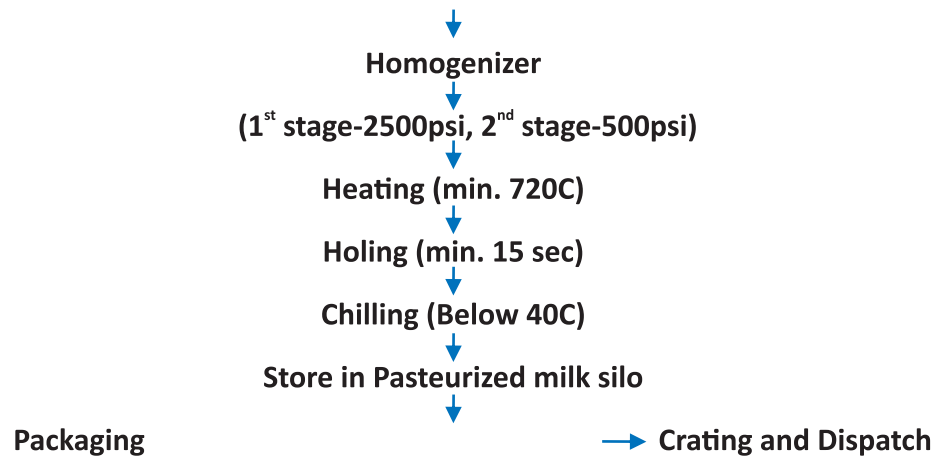 Homogenizer
(1st stage-2500psi, 2nd stage-500psi)
Heating (min. 720C)
Holing (min. 15 sec)
Chilling (Below 40C)
Store in Pasteurized milk silo
Packaging
Crating and Dispatch